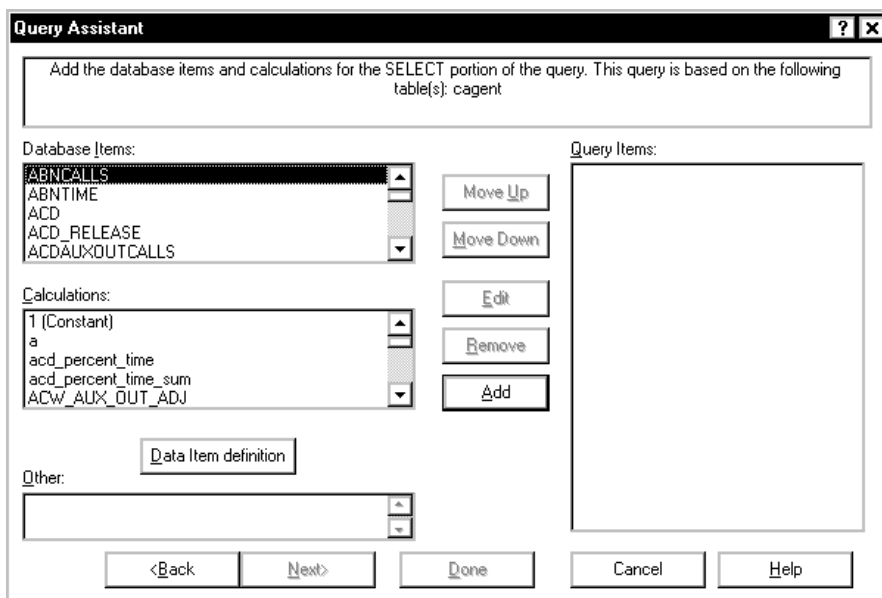 Query Assistant
? X
Add the database items and calculations for the SELECT portion of the query. This query is based on the following
table(s): cagent
Database Items:
Query Items:
ABNCALLS
ABNTIME
ACD
ACD_RELEASE
ACDAUXOUTCALLS
Move Up
Move Down
Calculations:
1 (Constant)
a
acd_percent_time
acd_percent_time_sum
ACW_AUX_OUT_ADJ
Edit
Remove
Add
Data Item definition
Other:
<Back
Next>
Done
Cancel
Help